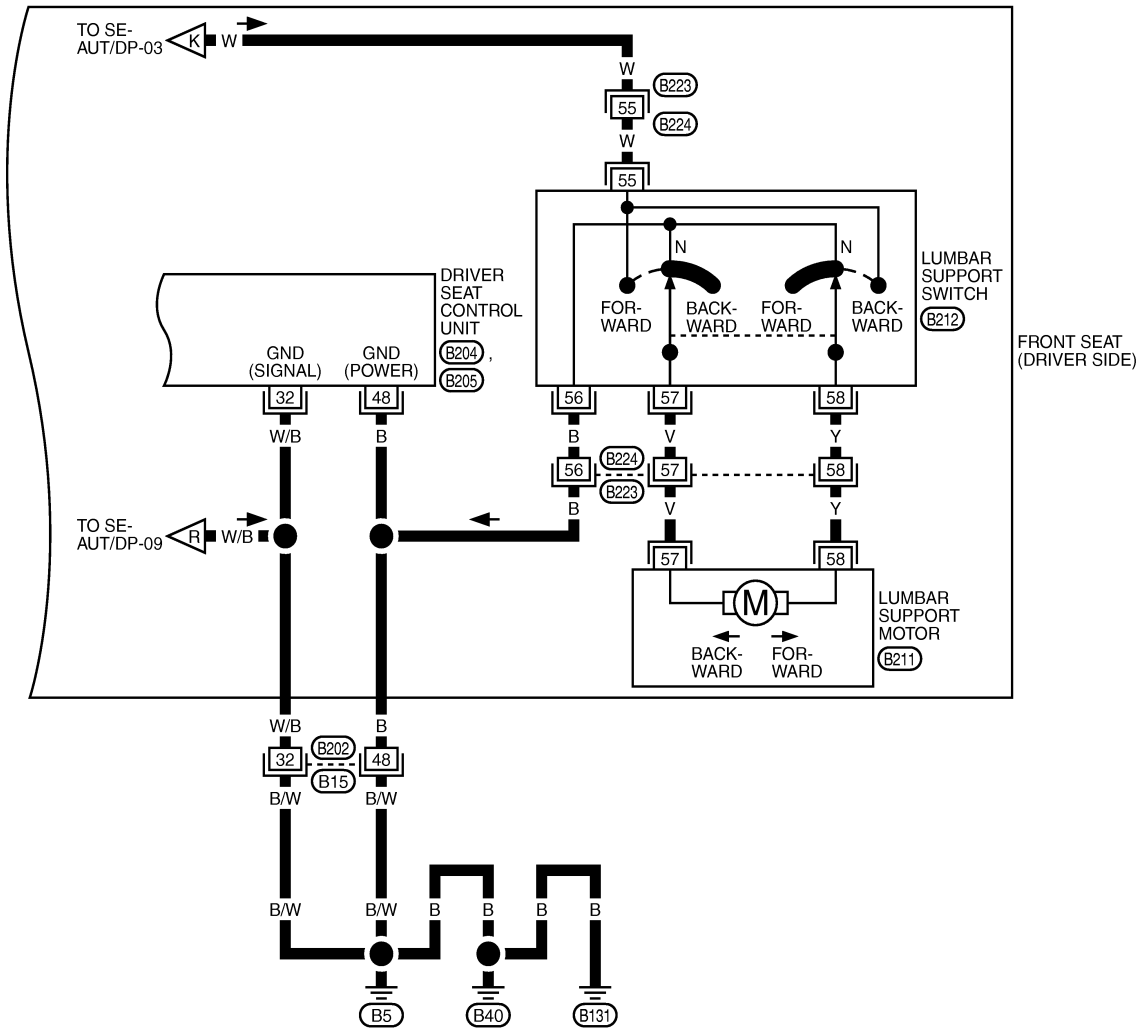 TO SE-
AUT/DP-03
K
W
W
B223
55
B224
W
55
N
N
FOR-
WARD
BACK-
WARD
FOR-
WARD
BACK-
WARD
LUMBAR
SUPPORT
SWITCH
B212
DRIVER
SEAT
CONTROL
UNIT
B204 ,
B205
GND
(SIGNAL)
GND
(POWER)
FRONT SEAT
(DRIVER SIDE)
32
48
56
57
58
W/B
B
B
V
Y
56
B224
57
58
B223
B
V
Y
TO SE-
AUT/DP-09
R
W/B
57
58
M
BACK-
WARD
FOR-
WARD
LUMBAR
SUPPORT
MOTOR
B211
W/B
B
32
B202
48
B15
B/W
B/W
B/W
B/W
B
B
B
B
B5
B40
B131